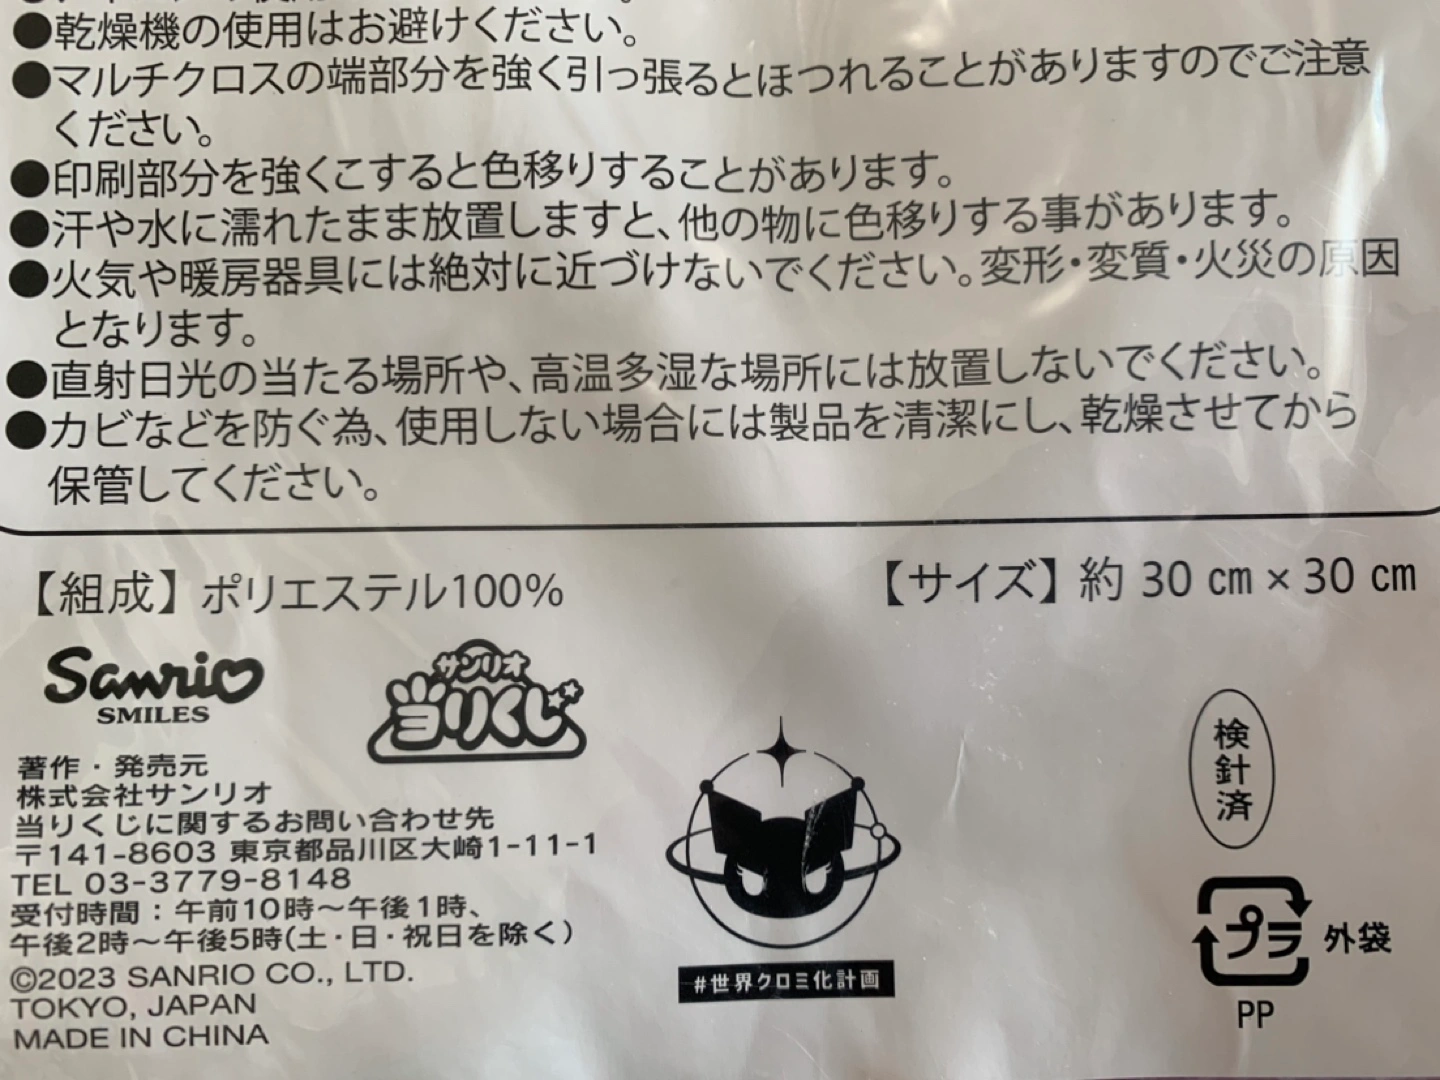 ●乾燥機の使用はお避けください。
●マルチクロスの端部分を強く引っ張るとほつれることがありますのでご注意
ください。
●印刷部分を強くこすると色移りすることがあります。
●汗や水に濡れたまま放置しますと、他の物に色移りする事があります。
●火気や暖房器具には絶対に近づけないでください。変形・変質・火災の原因
となります。
●直射日光の当たる場所や、高温多湿な場所には放置しないでください。
●カビなどを防ぐ為、使用しない場合には製品を清潔にし、乾燥させてから
保管してください。
【組成】ポリエステル100%
【サイズ】約 30 cm × 30 cm
Sanrio
SMILES
サンリオ
当りくじ
著作・発売元
株式会社サンリオ
当りくじに関するお問い合わせ先
〒141-8603 東京都品川区大崎1-11-1
TEL 03-3779-8148
受付時間：午前10時～午後1時、
午後2時～午後5時(土・日・祝日を除く)
©2023 SANRIO CO., LTD.
TOKYO, JAPAN
MADE IN CHINA
#世界クロミ化計画
検針済
プラ 外袋
PP